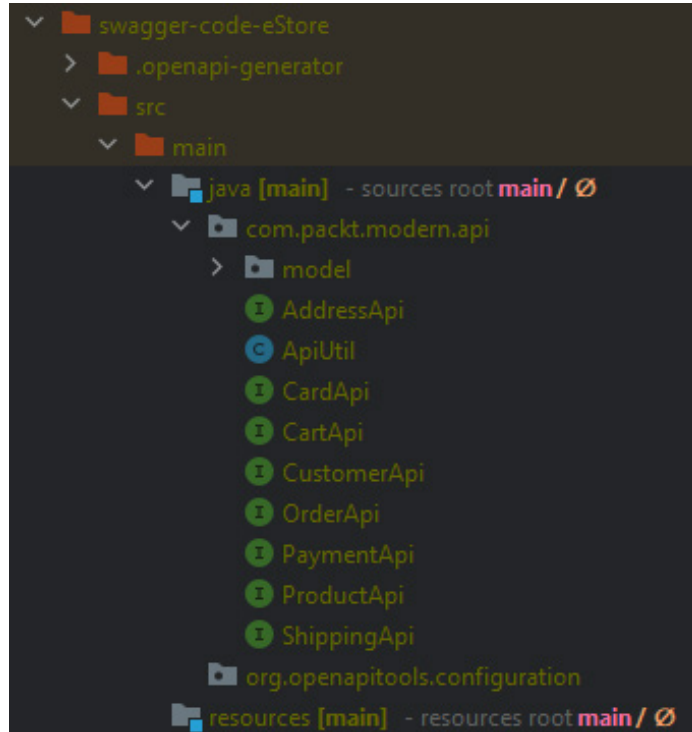 swagger-code-eStore
.openapi-generator
src
main
java [main] - sources root main / Ø
com.packt.modern.api
model
I AddressApi
C ApiUtil
I CardApi
I CartApi
I CustomerApi
I OrderApi
I PaymentApi
I ProductApi
I ShippingApi
org.openapitools.configuration
resources [main] - resources root main / Ø